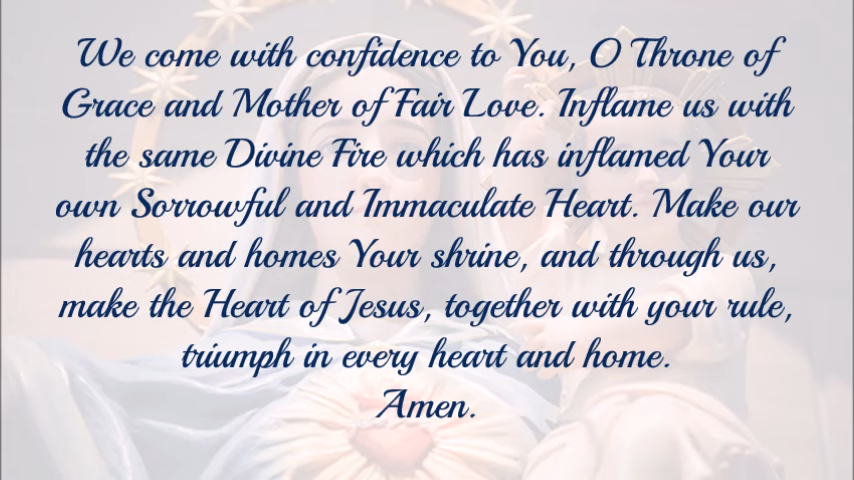 We come with confidence to You, O Throne of
Grace and Mother of Fair Love. Inflame us with
the same Divine Fire which has inflamed Your
own Sorrowful and Immaculate Heart. Make our
hearts and homes Your shrine, and through us,
make the Heart of Jesus, together with your rule,
triumph in every heart and home.
Amen.